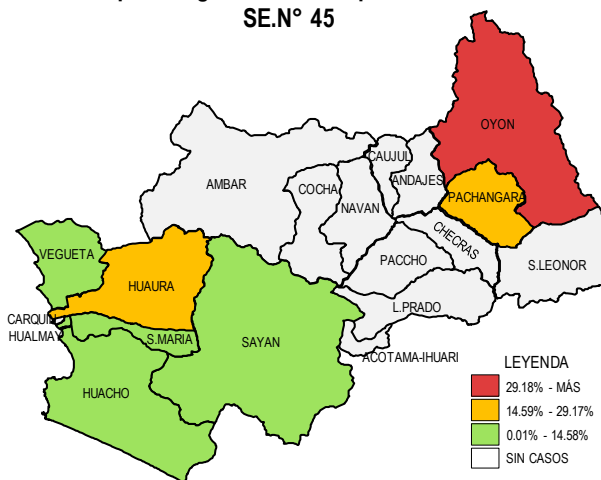 SE.N° 45
OYON
CAUJUL
AMBAR
COCHA
ANDAJES
PACHANGARA
NAVAN
CHECRAS
VEGUETA
PACCHO
S.LEONOR
HUAURA
L.PRADO
CARQUIN
HUALMAY
S.MARIA
SAYAN
ACOTAMA-IHUARI
HUACHO
LEYENDA
29.18% - MÁS
14.59% - 29.17%
0.01% - 14.58%
SIN CASOS